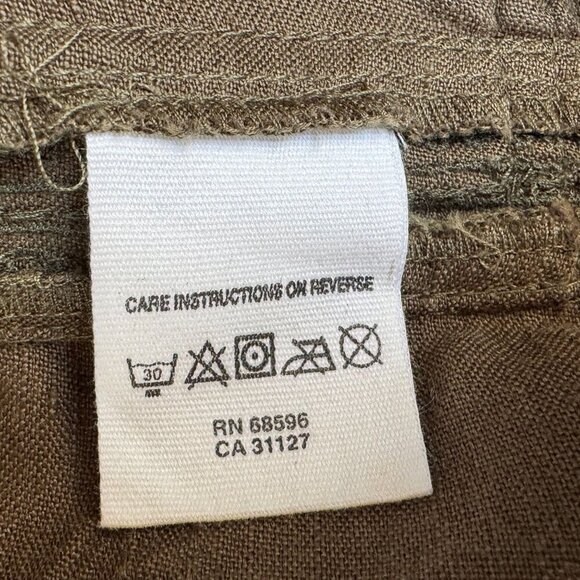 CARE INSTRUCTIONS ON REVERSE
30
RN 68596
CA 31127